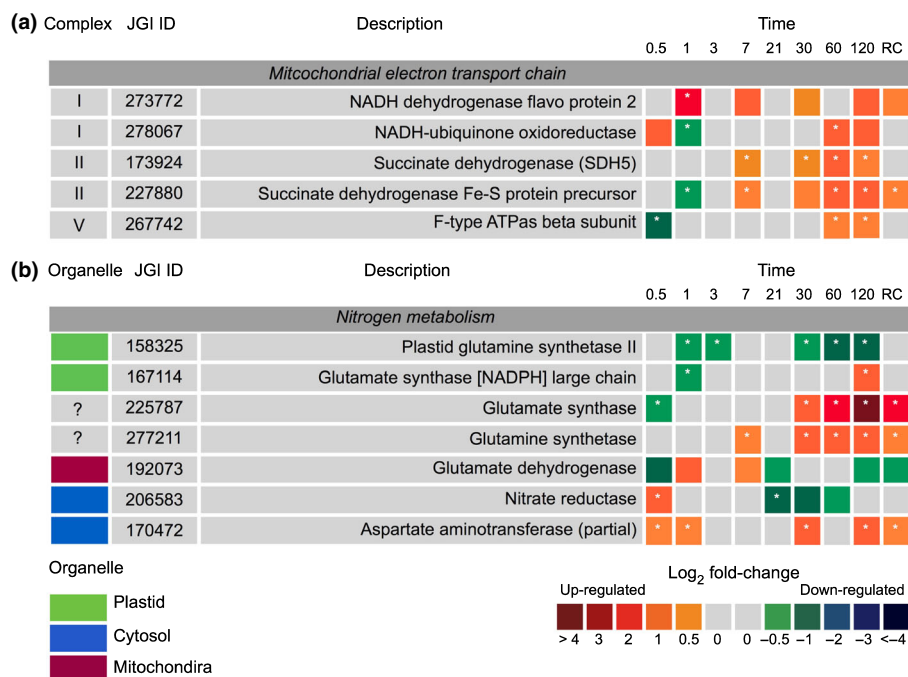 (a) Complex JGI ID Description Time
0.5 1 3 7 21 30 60 120 RC
Mitcochondrial electron transport chain
I 273772 NADH dehydrogenase flavo protein 2 * 
I 278067 NADH-ubiquinone oxidoreductase * *
II 173924 Succinate dehydrogenase (SDH5) * * * *
II 227880 Succinate dehydrogenase Fe-S protein precursor * * * * *
V 267742 F-type ATPas beta subunit * * *
(b) Organelle JGI ID Description Time
0.5 1 3 7 21 30 60 120 RC
Nitrogen metabolism
158325 Plastid glutamine synthetase II * * * * *
167114 Glutamate synthase [NADPH] large chain * *
? 225787 Glutamate synthase * * * * *
? 277211 Glutamine synthetase * * * * *
192073 Glutamate dehydrogenase
206583 Nitrate reductase * *
170472 Aspartate aminotransferase (partial) * * * * *
Organelle
Plastid
Cytosol
Mitochondira
Log2 fold-change
Up-regulated Down-regulated
> 4 3 2 1 0.5 0 0 –0.5 –1 –2 –3 <–4